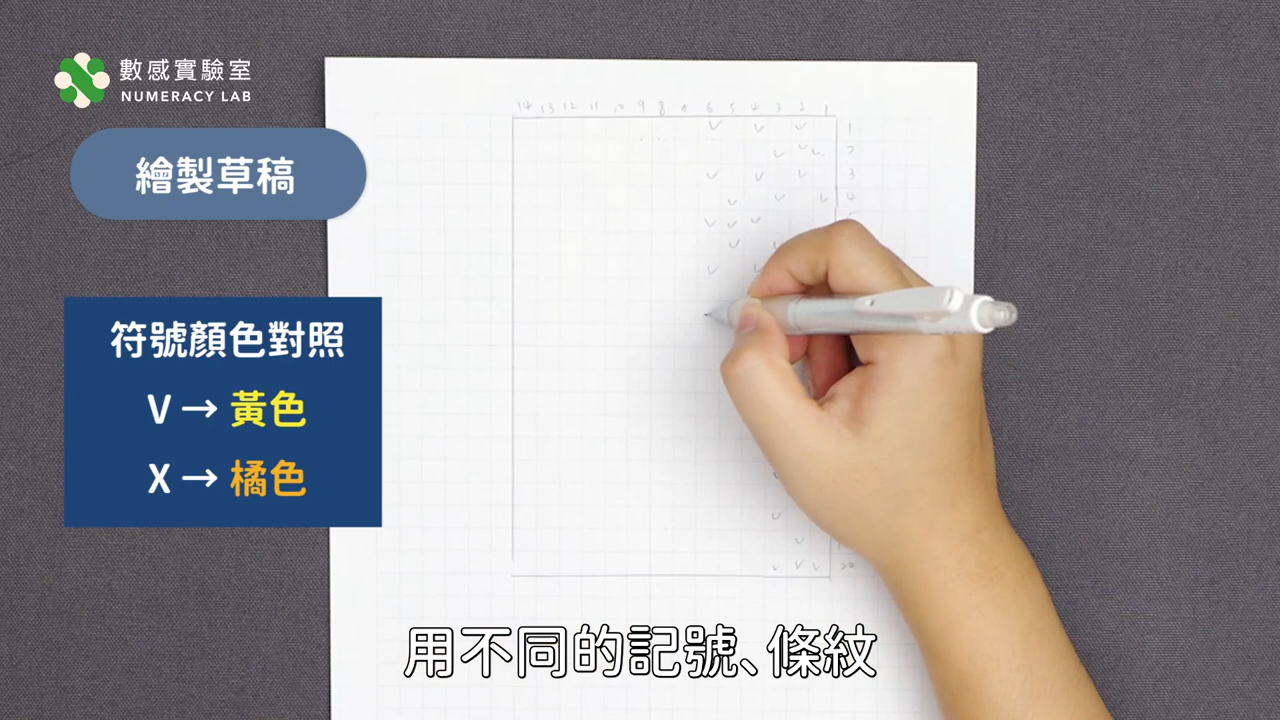 數感實驗室
NUMERACY LAB
繪製草稿
符號顏色對照
V → 黃色
X → 橘色
14 13 12 11 10 9 8 6 5 4 3 2 1
1
2
3
4
20
用不同的記號、條紋